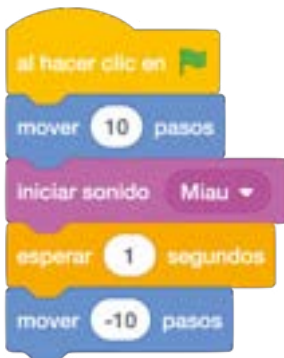 al hacer clic en
mover 10 pasos
iniciar sonido Miau
esperar 1 segundos
mover -10 pasos